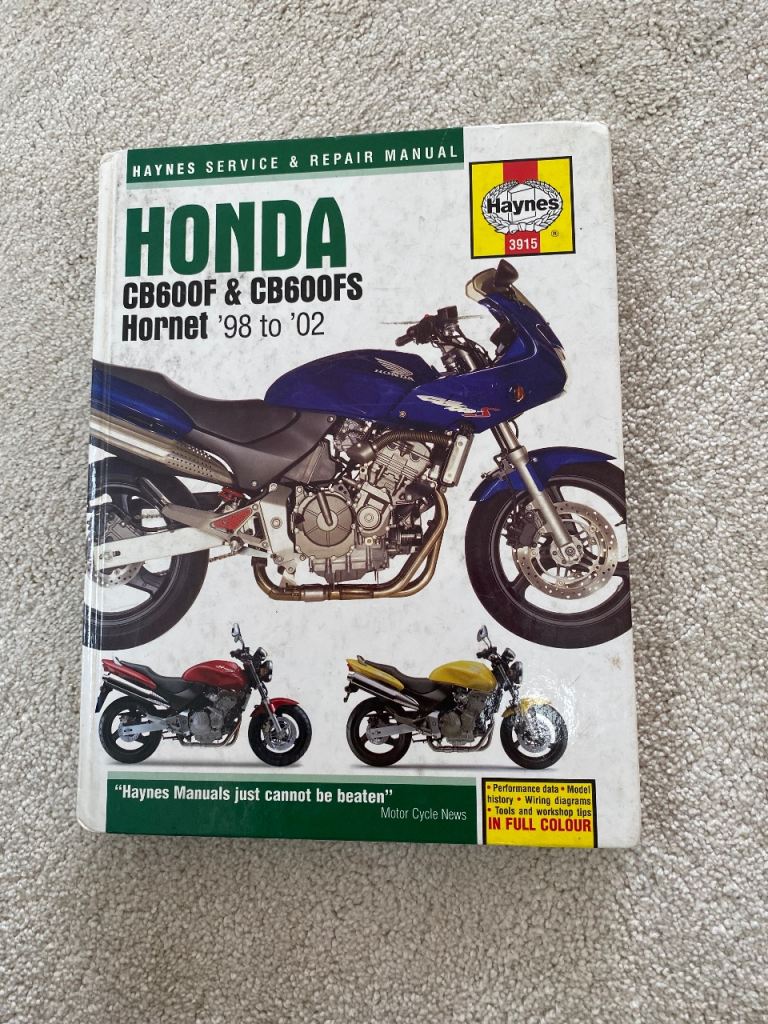 HAYNES SERVICE & REPAIR MANUAL
Haynes
®
3915
HONDA
CB600F & CB600FS
Hornet '98 to '02
HONDA
"Haynes Manuals just cannot be beaten"
Motor Cycle News
• Performance data • Model
history • Wiring diagrams
• Tools and workshop tips
IN FULL COLOUR